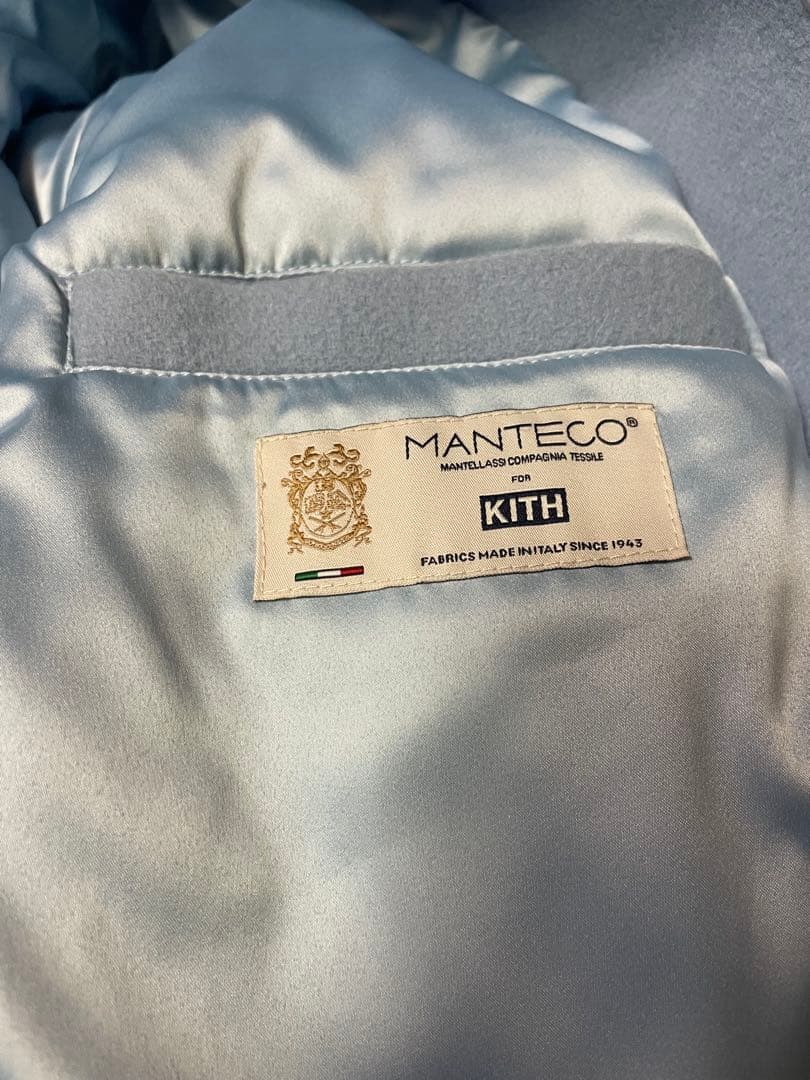 MANTECO®
MANTELLASSI COMPAGNIA TESSILE
FOR
KITH
FABRICS MADE IN ITALY SINCE 1943